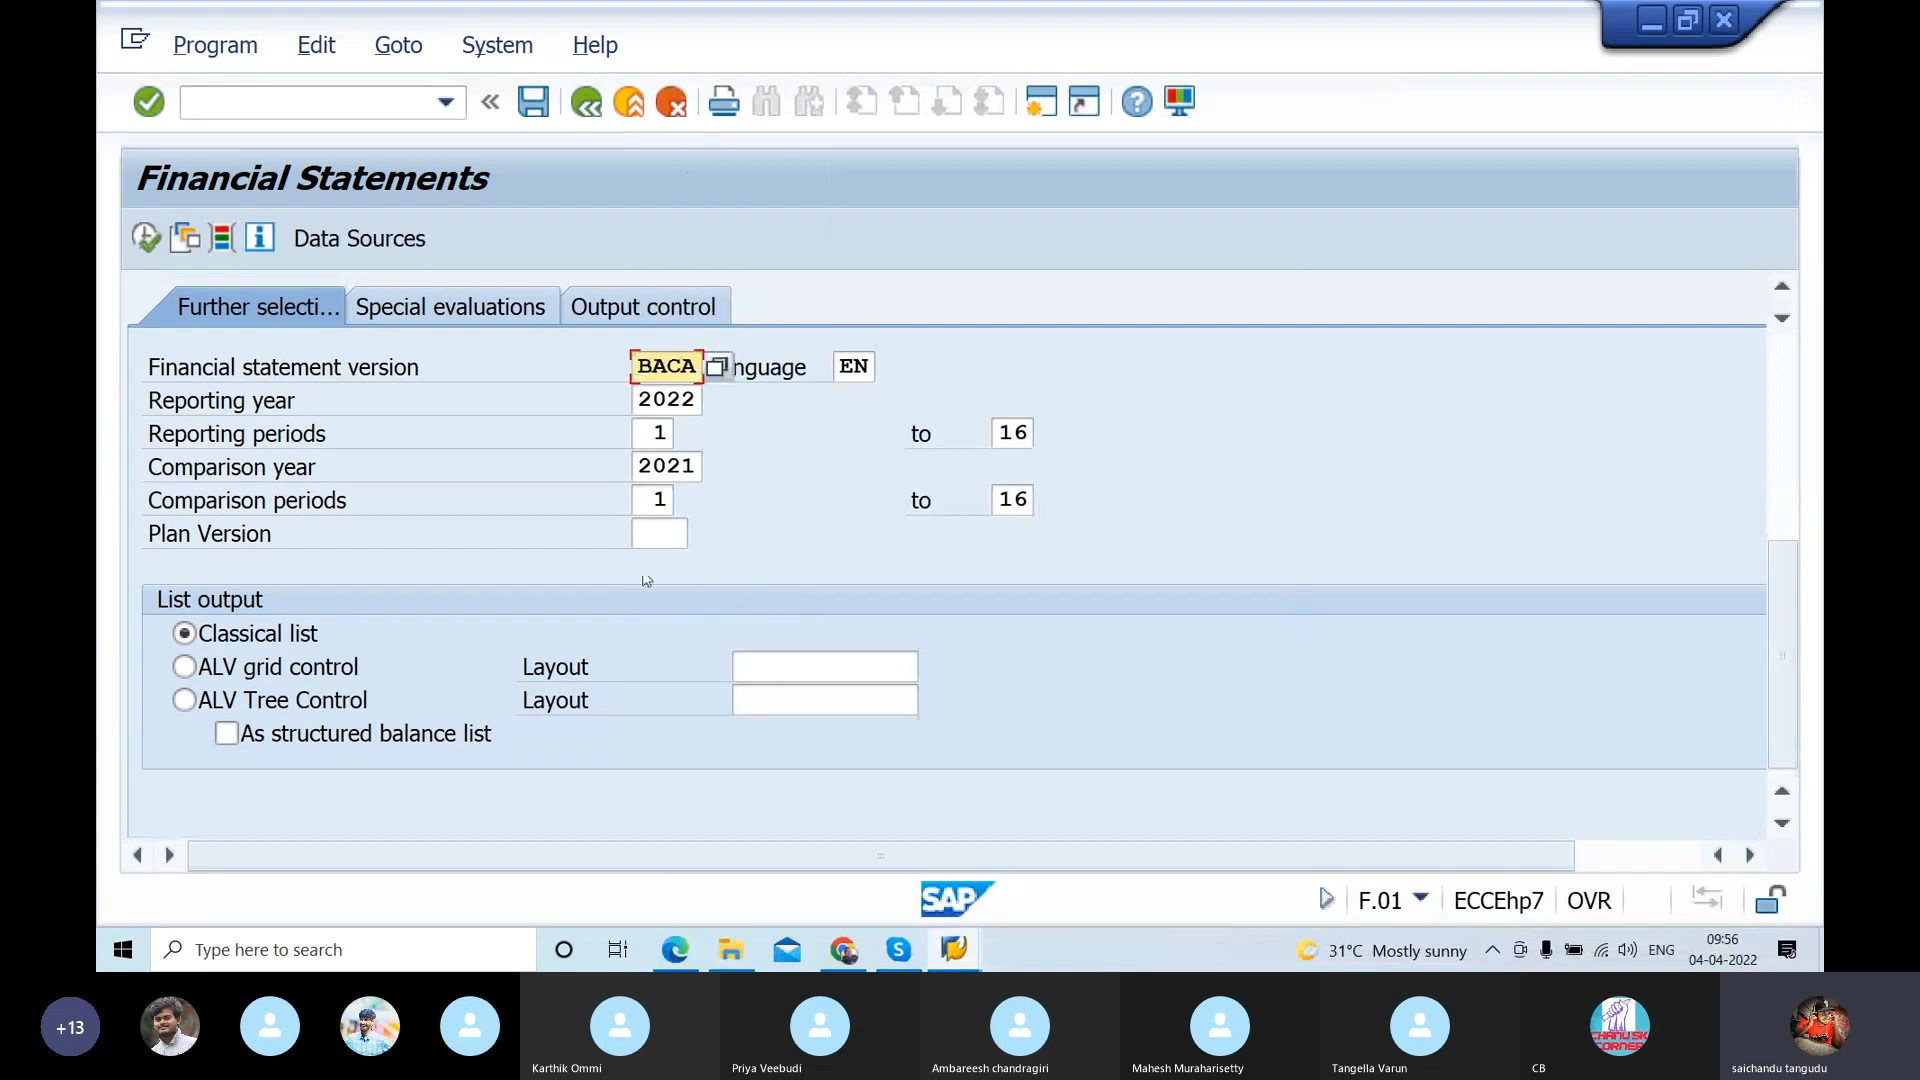 Program Edit Goto System Help
Financial Statements
Data Sources
Further selecti... Special evaluations Output control
Financial statement version BACA nguage EN
Reporting year 2022
Reporting periods 1 to 16
Comparison year 2021
Comparison periods 1 to 16
Plan Version
List output
Classical list
ALV grid control Layout
ALV Tree Control Layout
As structured balance list
SAP F.01 ECCEhp7 OVR
Type here to search 31°C Mostly sunny ENG 09:56
04-04-2022
+13
CHANUSK
CORNER
Karthik Ommi Priya Veebudi Ambareesh chandragiri Mahesh Muraharisetty Tangella Varun CB saichandu tangudu